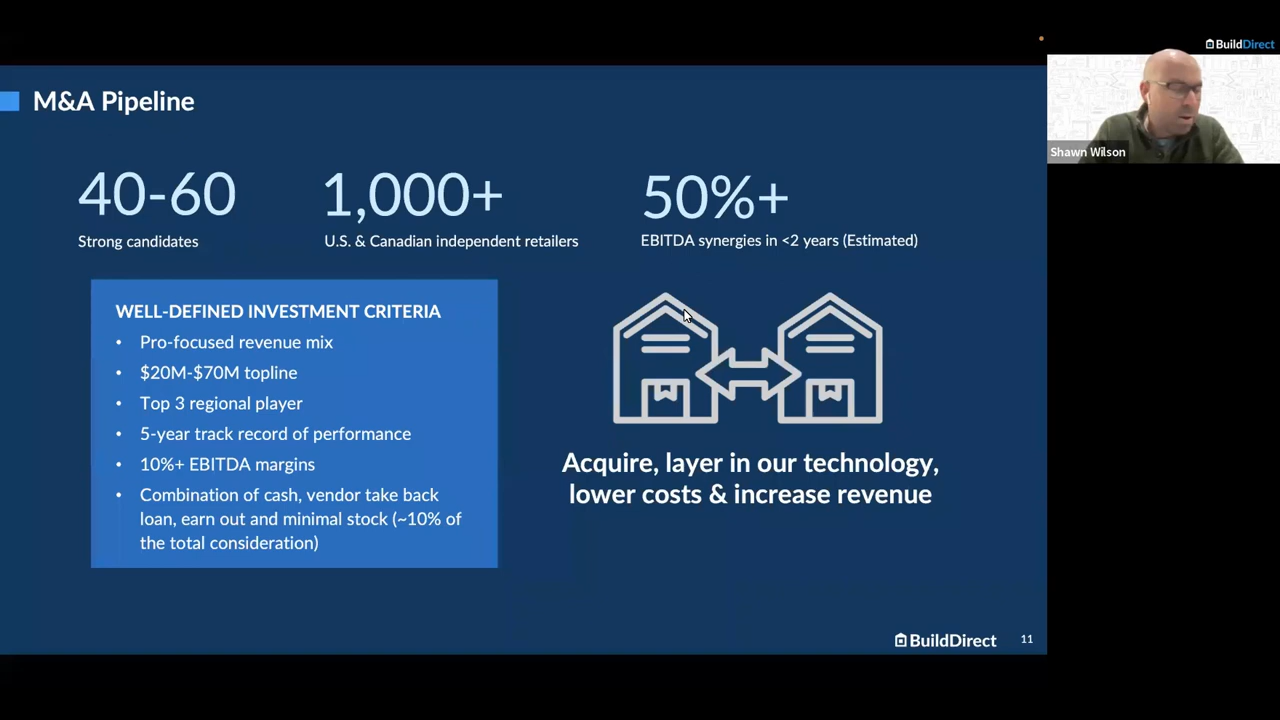 BuildDirect
M&A Pipeline
Shawn Wilson
40-60
Strong candidates
1,000+
U.S. & Canadian independent retailers
50%+
EBITDA synergies in <2 years (Estimated)
WELL-DEFINED INVESTMENT CRITERIA
• Pro-focused revenue mix
• $20M-$70M topline
• Top 3 regional player
• 5-year track record of performance
• 10%+ EBITDA margins
• Combination of cash, vendor take back
loan, earn out and minimal stock (~10% of
the total consideration)
Acquire, layer in our technology,
lower costs & increase revenue
BuildDirect
11